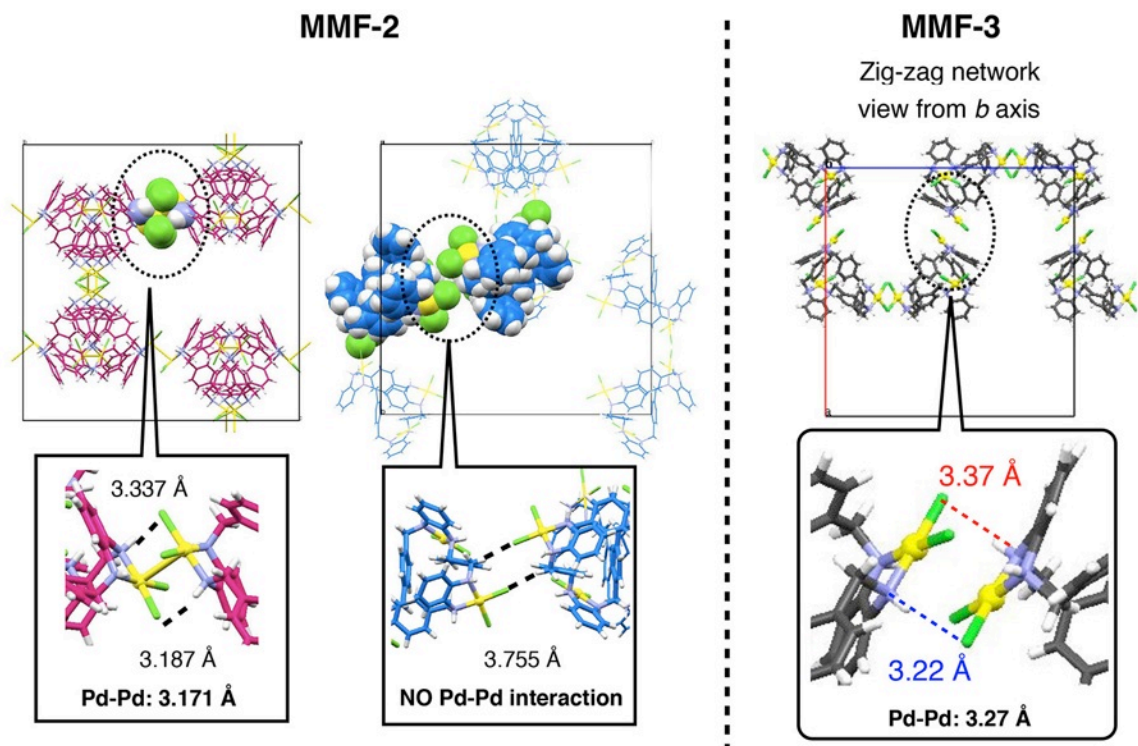 MMF-2
3.337 Å
3.187 Å
Pd-Pd: 3.171 Å
3.755 Å
NO Pd-Pd interaction
MMF-3
Zig-zag network
view from b axis
3.37 Å
3.22 Å
Pd-Pd: 3.27 Å